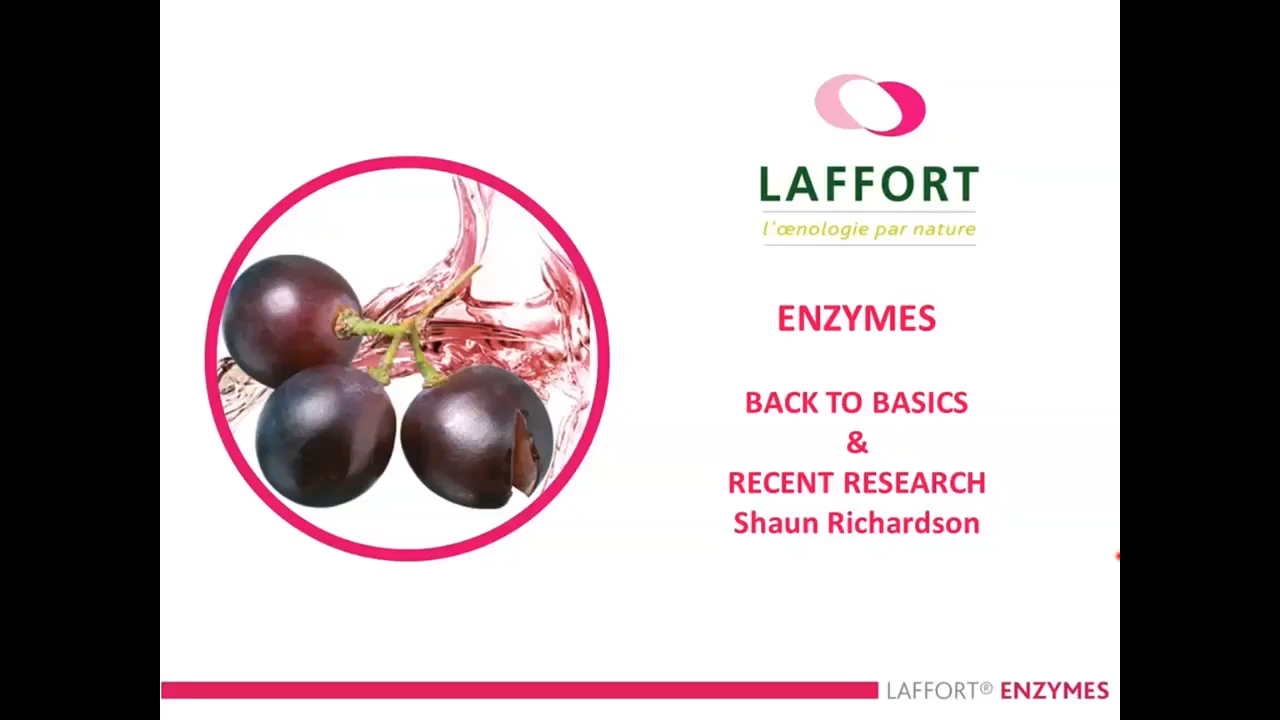 LAFFORT
l'œnologie par nature
ENZYMES
BACK TO BASICS
&
RECENT RESEARCH
Shaun Richardson
LAFFORT® ENZYMES